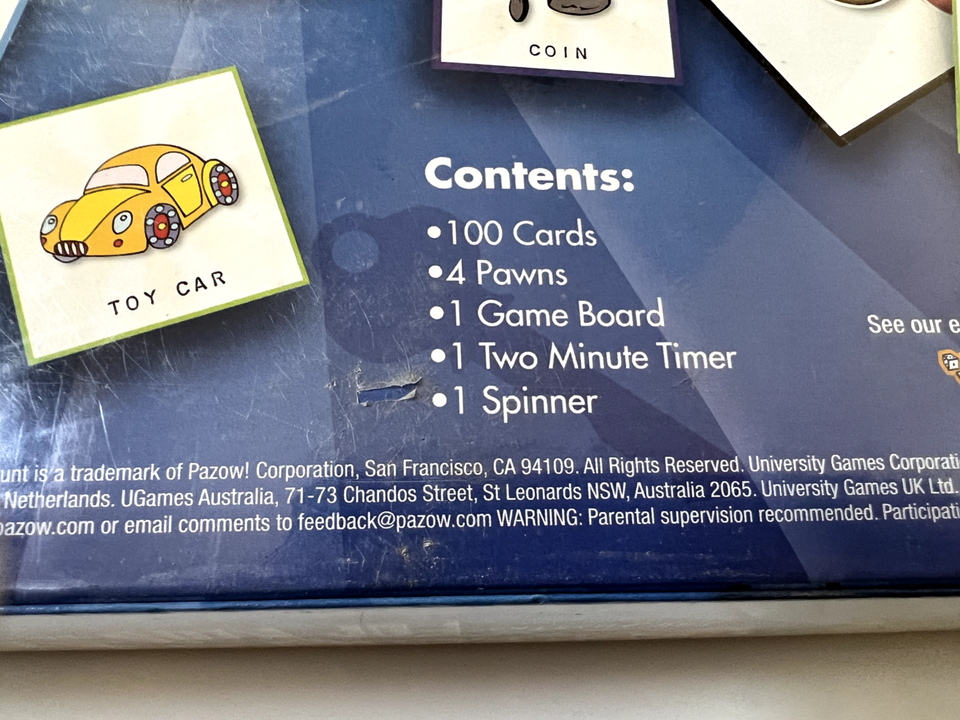 COIN
TOY CAR
Contents:
•100 Cards
•4 Pawns
•1 Game Board
•1 Two Minute Timer
•1 Spinner
See our
is a trademark of Pazow! Corporation, San Francisco, CA 94109. All Rights Reserved. University Games
Netherlands. UGames Australia, 71-73 Chandos Street, St Leonards NSW, Australia 2065. University Games UK Ltd.
pazow.com or email comments to feedback@pazow.com WARNING: Parental supervision recommended.